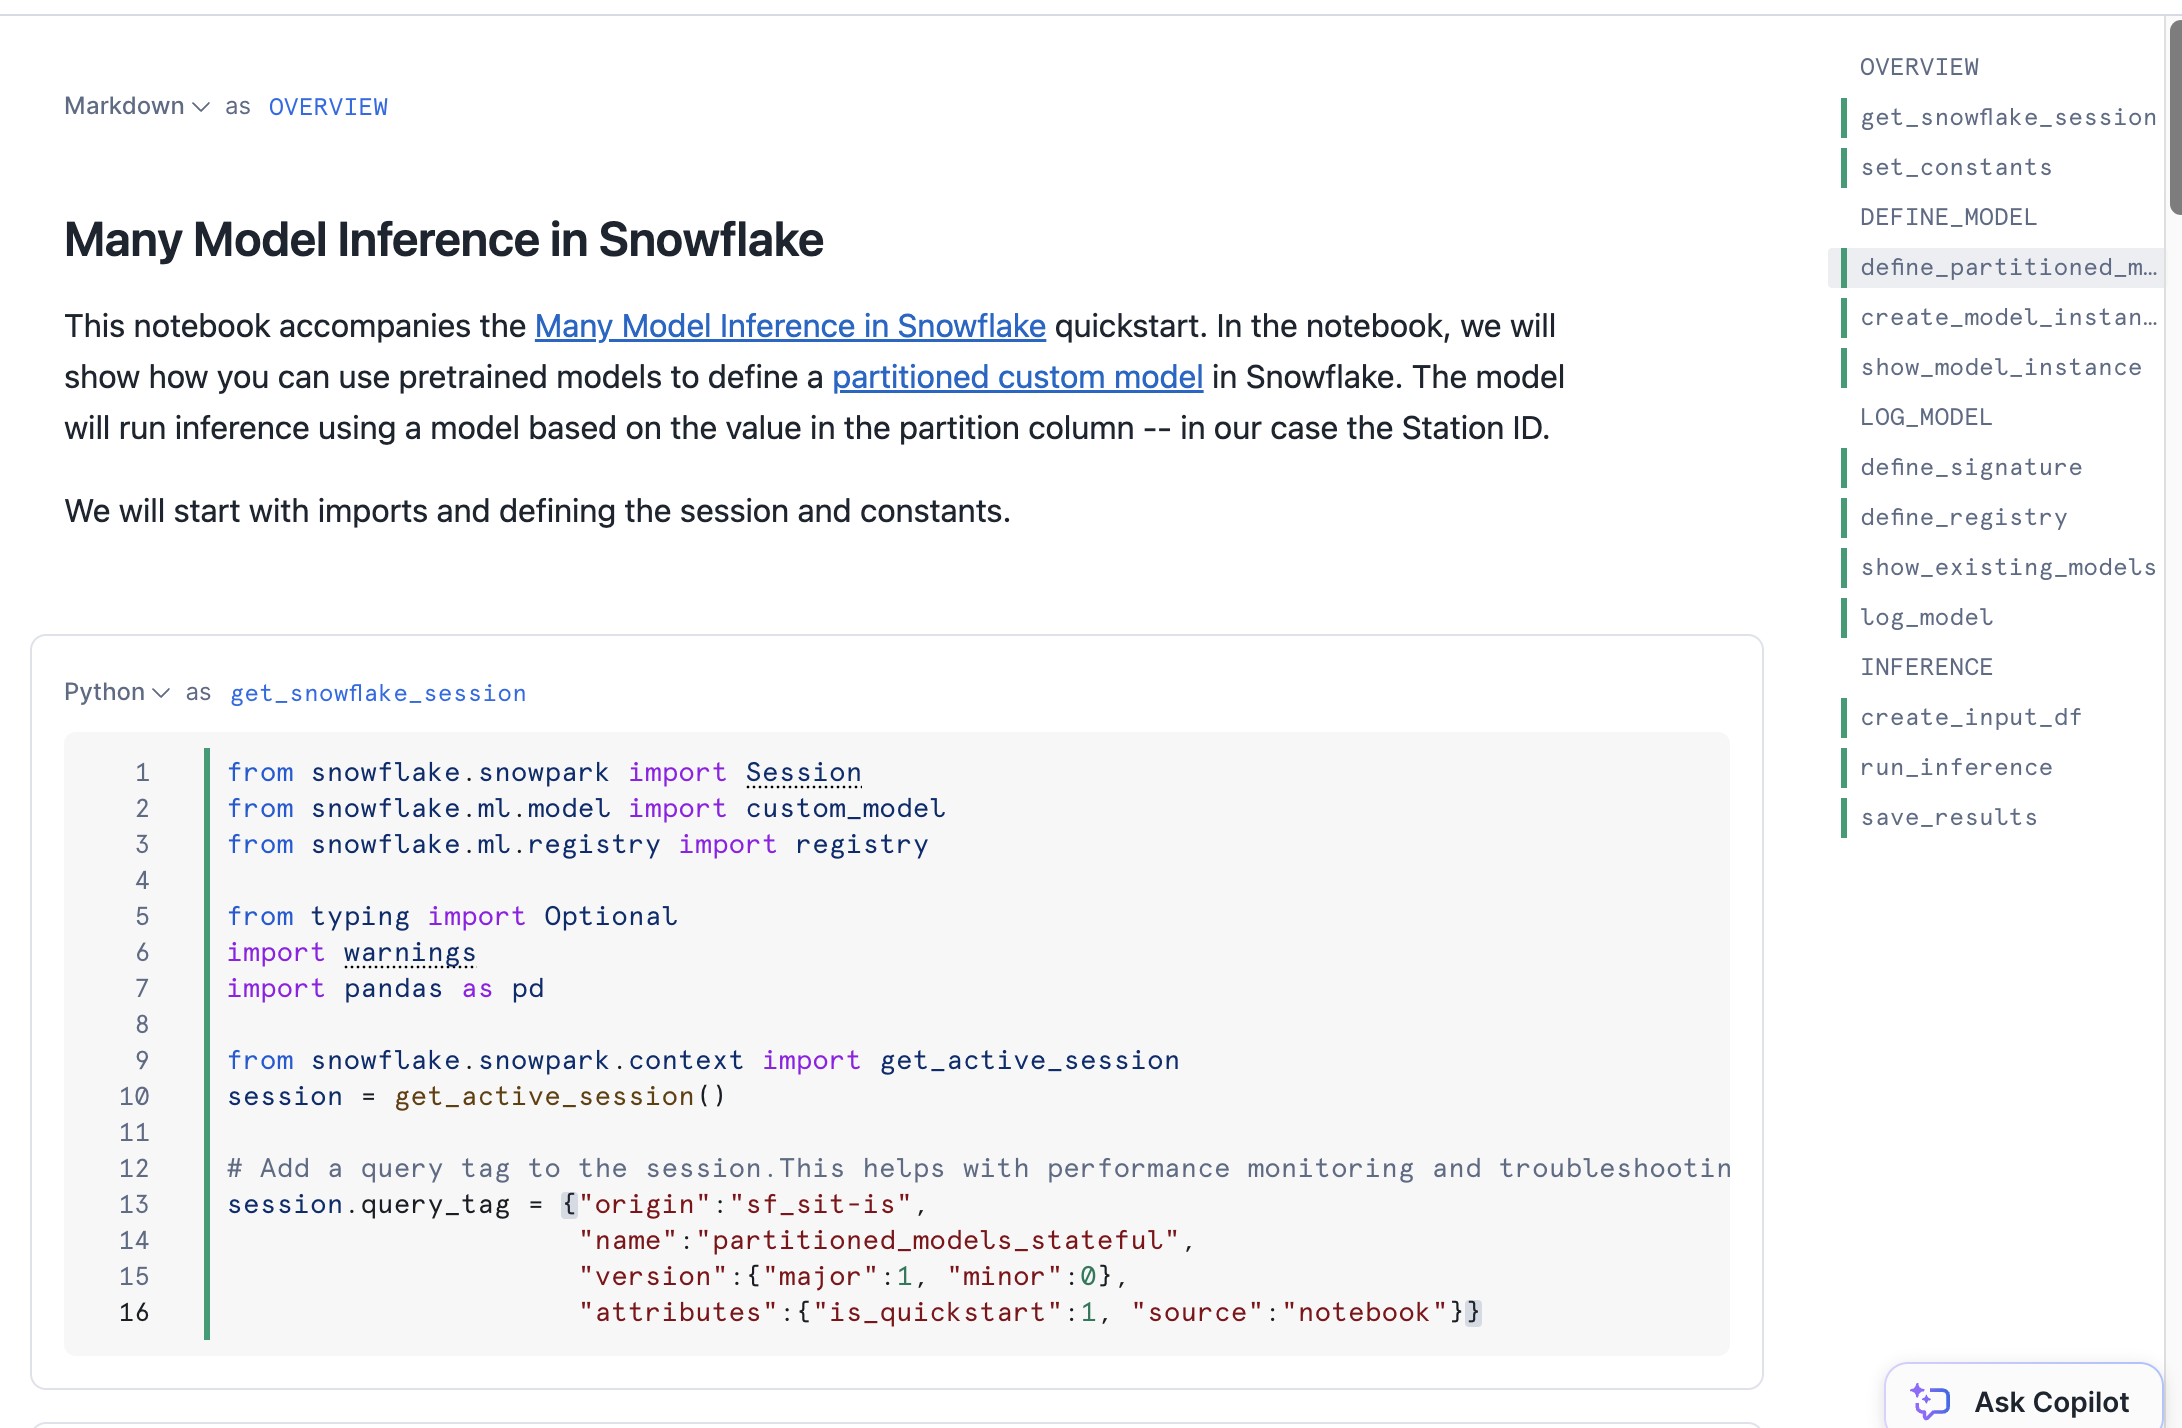 Markdown as OVERVIEW
Many Model Inference in Snowflake
This notebook accompanies the Many Model Inference in Snowflake quickstart. In the notebook, we will
show how you can use pretrained models to define a partitioned custom model in Snowflake. The model
will run inference using a model based on the value in the partition column -- in our case the Station ID.
We will start with imports and defining the session and constants.
Python as get_snowflake_session
1 from snowflake.snowpark import Session
2 from snowflake.ml.model import custom_model
3 from snowflake.ml.registry import registry
4
5 from typing import Optional
6 import warnings
7 import pandas as pd
8
9 from snowflake.snowpark.context import get_active_session
10 session = get_active_session()
11
12 # Add a query tag to the session.This helps with performance monitoring and troubleshootin
13 session.query_tag = {"origin":"sf_sit-is",
14 "name":"partitioned_models_stateful",
15 "version":{"major":1, "minor":0},
16 "attributes":{"is_quickstart":1, "source":"notebook"}}
OVERVIEW
get_snowflake_session
set_constants
DEFINE_MODEL
define_partitioned_m…
create_model_instan…
show_model_instance
LOG_MODEL
define_signature
define_registry
show_existing_models
log_model
INFERENCE
create_input_df
run_inference
save_results
Ask Copilot